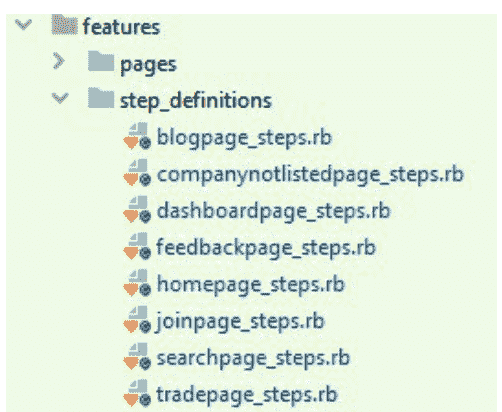 features
pages
step_definitions
blogpage_steps.rb
companynotlistedpage_steps.rb
dashboardpage_steps.rb
feedbackpage_steps.rb
homepage_steps.rb
joinpage_steps.rb
searchpage_steps.rb
tradepage_steps.rb